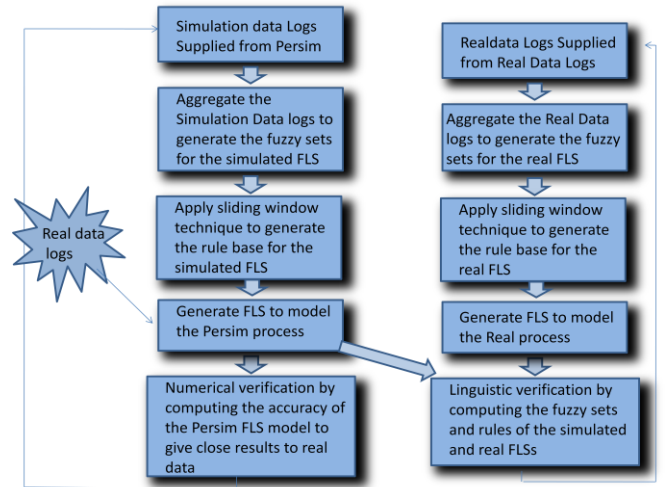 Simulation data Logs
Supplied from Persim
Aggregate the
Simulation Data logs to
generate the fuzzy sets
for the simulated FLS
Apply sliding window
technique to generate
the rule base for the
simulated FLS
Real data
logs
Generate FLS to model
the Persim process
Numerical verification by
computing the accuracy of
the Persim FLS model to
give close results to real
data
Realdata Logs Supplied
from Real Data Logs
Aggregate the Real Data
logs to generate the fuzzy
sets for the real FLS
Apply sliding window
technique to generate
the rule base for the
real FLS
Generate FLS to model
the Real process
Linguistic verification by
computing the fuzzy sets
and rules of the simulated
and real FLSs